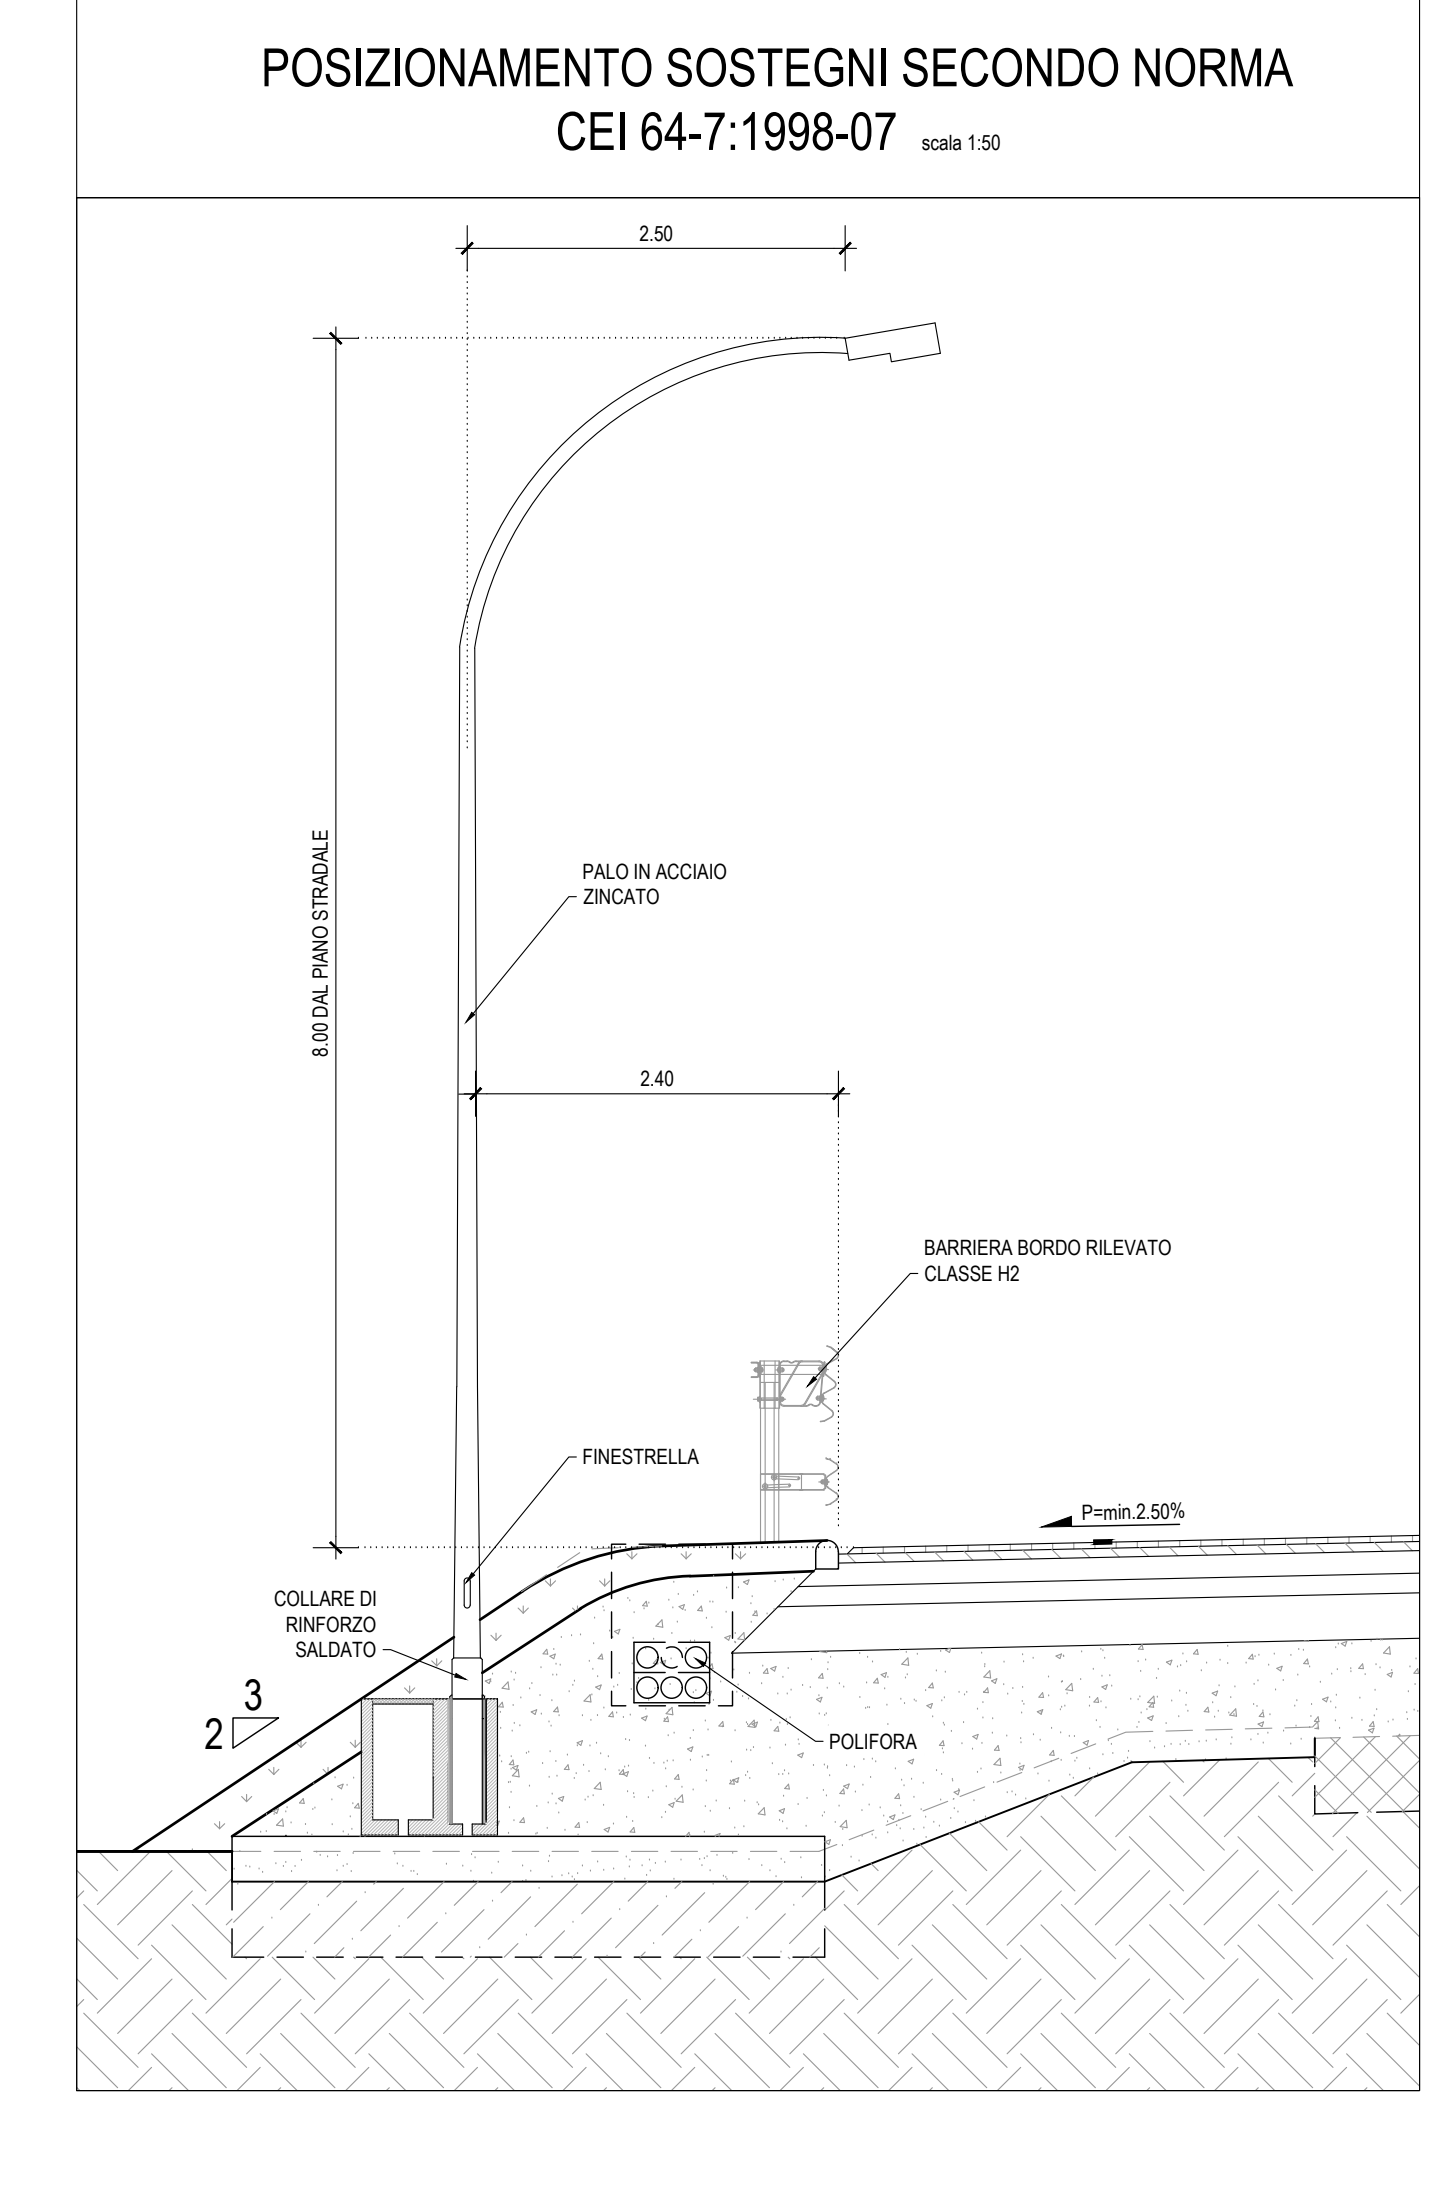 POSIZIONAMENTO SOSTEGNI SECONDO NORMA
CEI 64-7:1998-07 scala 1:50
2.50
8.00 DAL PIANO STRADALE
PALO IN ACCIAIO
ZINCATO
2.40
BARRIERA BORDO RILEVATO
CLASSE H2
FINESTRELLA
P=min.2.50%
COLLARE DI
RINFORZO
SALDATO
3
2
POLIFORA